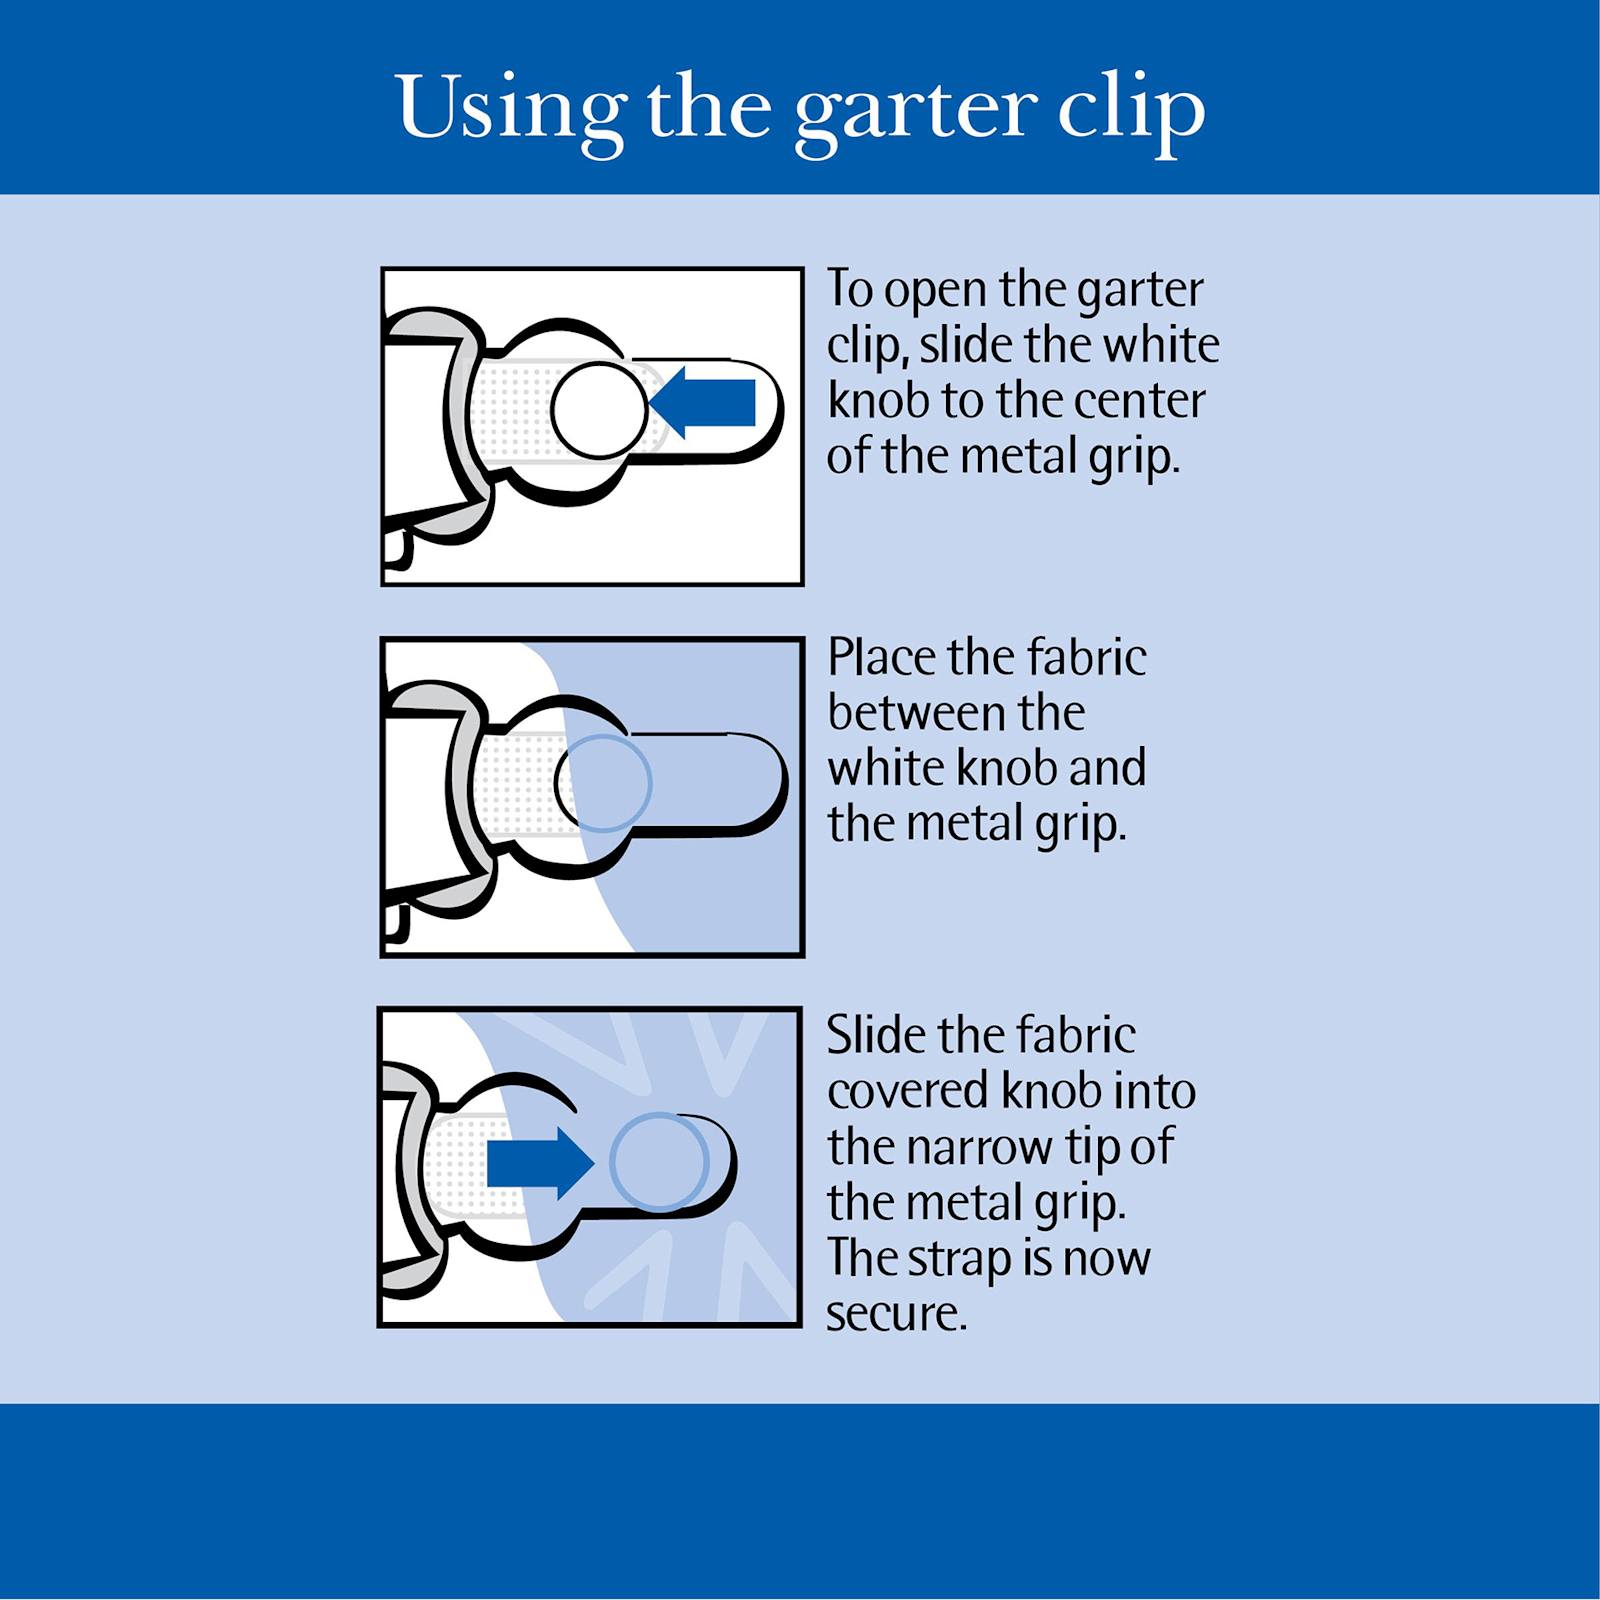 Using the garter clip
To open the garter
clip, slide the white
knob to the center
of the metal grip.
Place the fabric
between the
white knob and
the metal grip.
Slide the fabric
covered knob into
the narrow tip of
the metal grip.
The strap is now
secure.